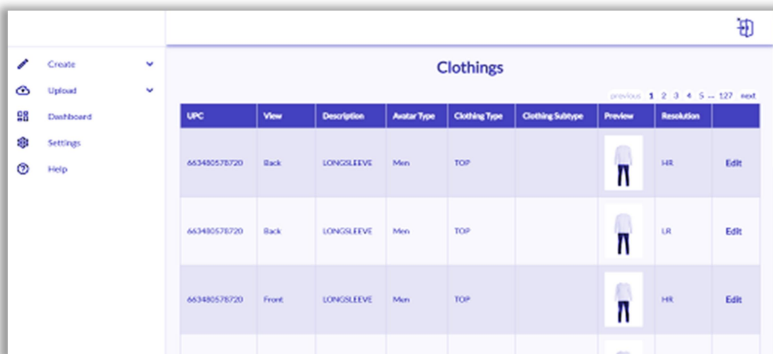 Create
Upload
Dashboard
Settings
Help
Clothings
previous 1 2 3 4 5 ... 127 next
UPC View Description Avatar Type Clothing Type Clothing Subtype Preview Resolution
663480578720 Back LONGSLEEVE Men TOP HR Edit
663480578720 Back LONGSLEEVE Men TOP LR Edit
663480578720 Front LONGSLEEVE Men TOP HR Edit